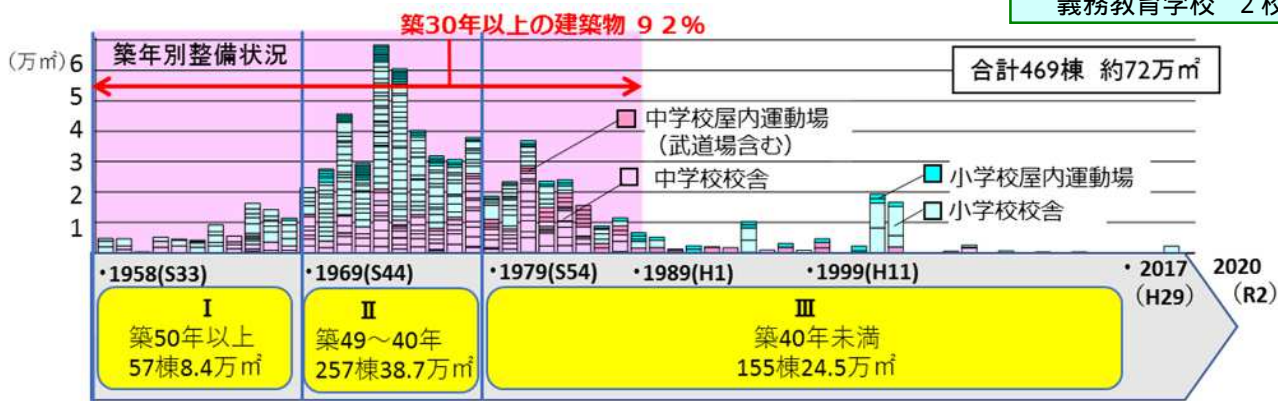 義務教育学校 2校
築30年以上の建築物 92%
(万㎡)
築年別整備状況
合計469棟 約72万㎡
6
5
4
3
2
1
中学校屋内運動場
(武道場含む)
中学校校舎
小学校屋内運動場
小学校校舎
・1958(S33)
・1969(S44)
・1979(S54)
・1989(H1)
・1999(H11)
・2017
(H29)
2020
(R2)
Ⅰ
築50年以上
57棟8.4万㎡
Ⅱ
築49～40年
257棟38.7万㎡
Ⅲ
築40年未満
155棟24.5万㎡